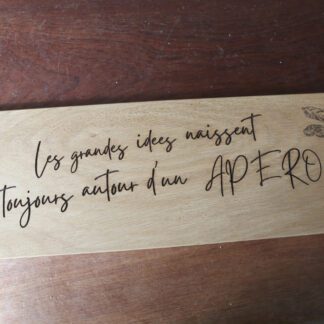 Les grandes idees naissent
toujours autour d'un APERO